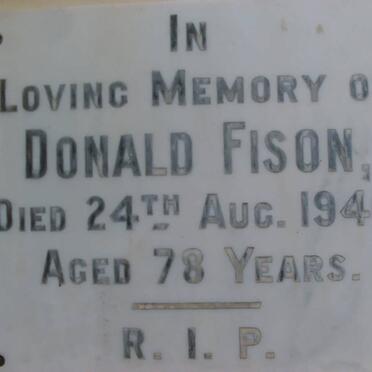 IN
LOVING MEMORY O
DONALD FISON,
DIED 24TH AUG. 194
AGED 78 YEARS.
R. I. P.